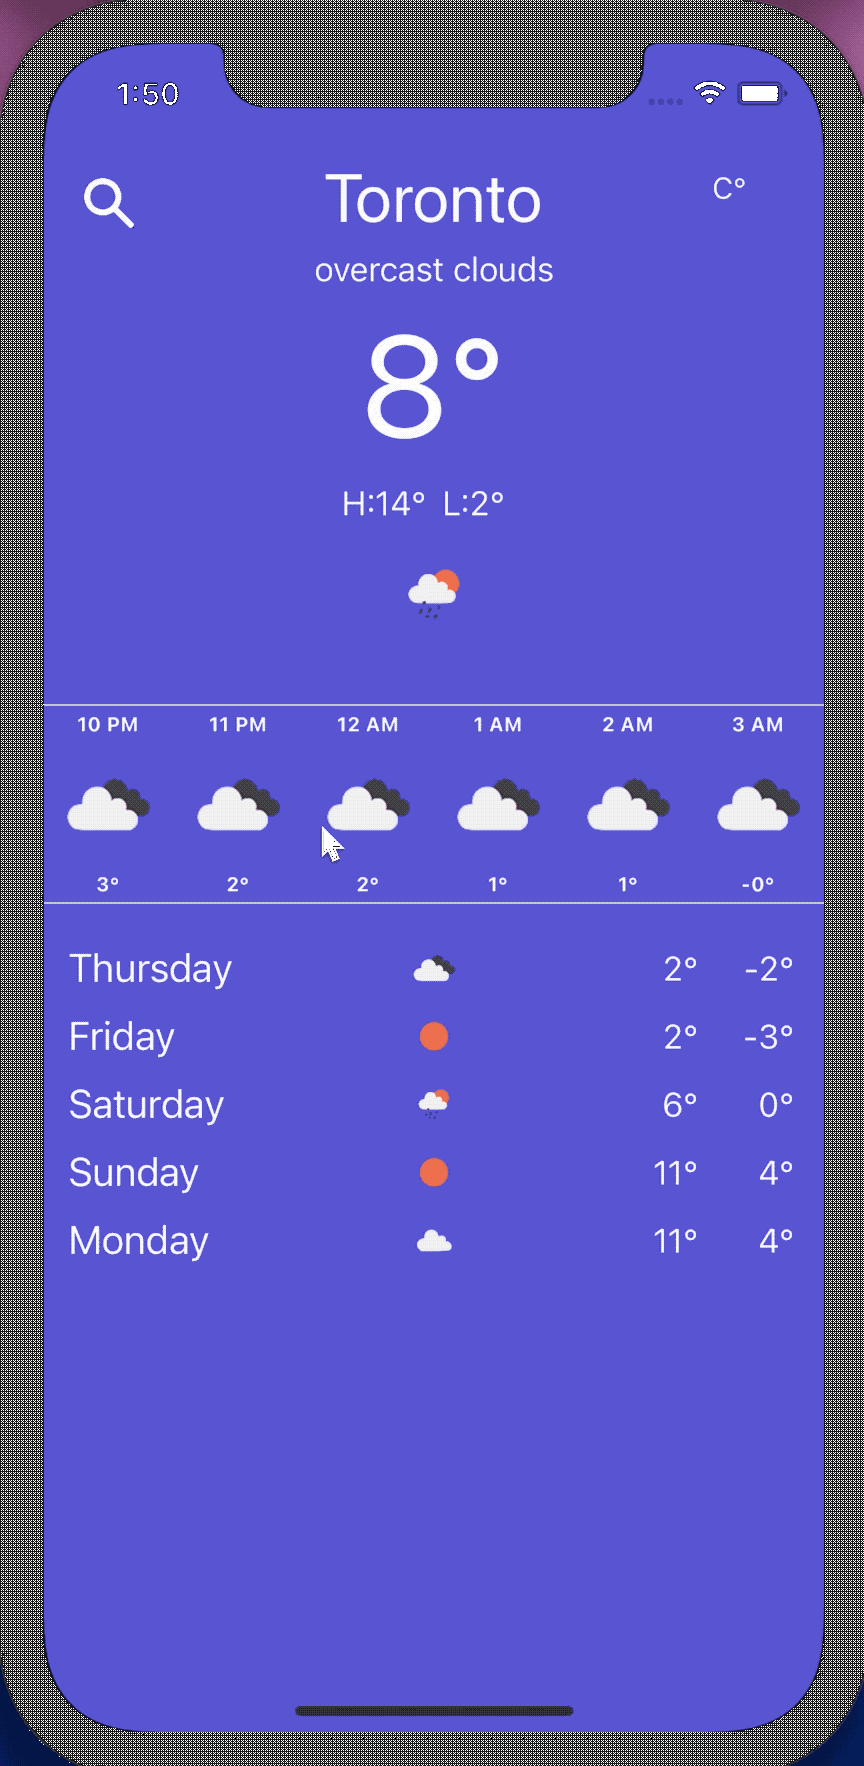 1:50
Toronto
C°
overcast clouds
8°
H:14° L:2°
10 PM 11 PM 12 AM 1 AM 2 AM 3 AM
3° 2° 2° 1° 1° -0°
Thursday 2° -2°
Friday 2° -3°
Saturday 6° 0°
Sunday 11° 4°
Monday 11° 4°